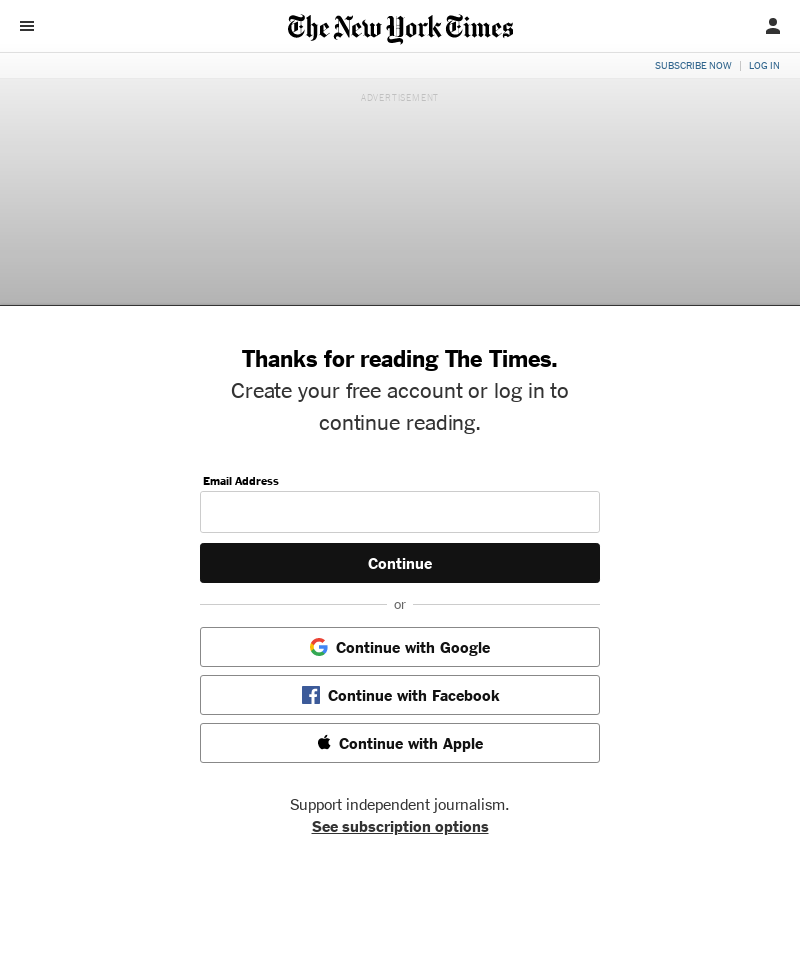 The New York Times
SUBSCRIBE NOW | LOG IN
ADVERTISEMENT
Thanks for reading The Times.
Create your free account or log in to
continue reading.
Email Address
Continue
or
Continue with Google
Continue with Facebook
Continue with Apple
Support independent journalism.
See subscription options